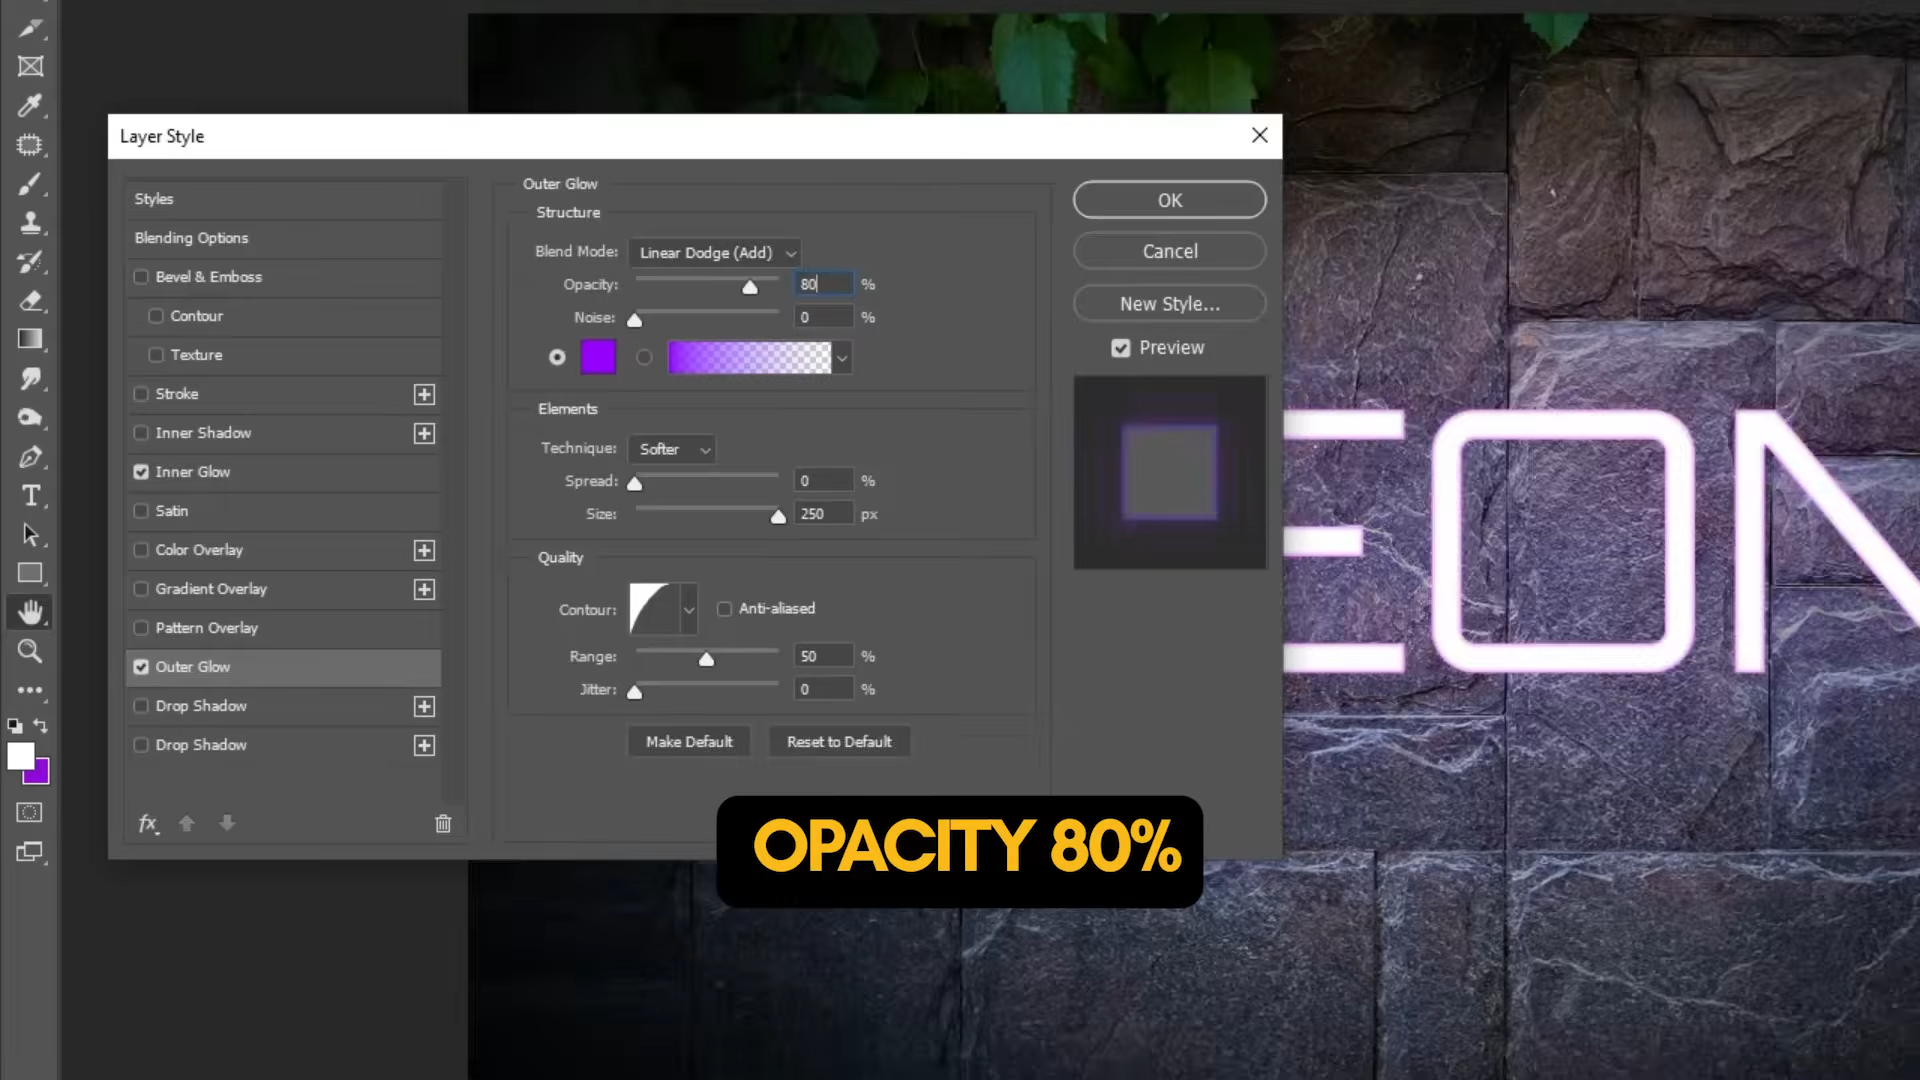 Layer Style
Styles
Blending Options
Bevel & Emboss
Contour
Texture
Stroke
Inner Shadow
Inner Glow
Satin
Color Overlay
Gradient Overlay
Pattern Overlay
Outer Glow
Drop Shadow
Drop Shadow
fx
Outer Glow
Structure
Blend Mode: Linear Dodge (Add)
Opacity: 80 %
Noise: 0 %
Elements
Technique: Softer
Spread: 0 %
Size: 250 px
Quality
Contour: Anti-aliased
Range: 50 %
Jitter: 0 %
Make Default Reset to Default
OK
Cancel
New Style...
Preview
EON
OPACITY 80%